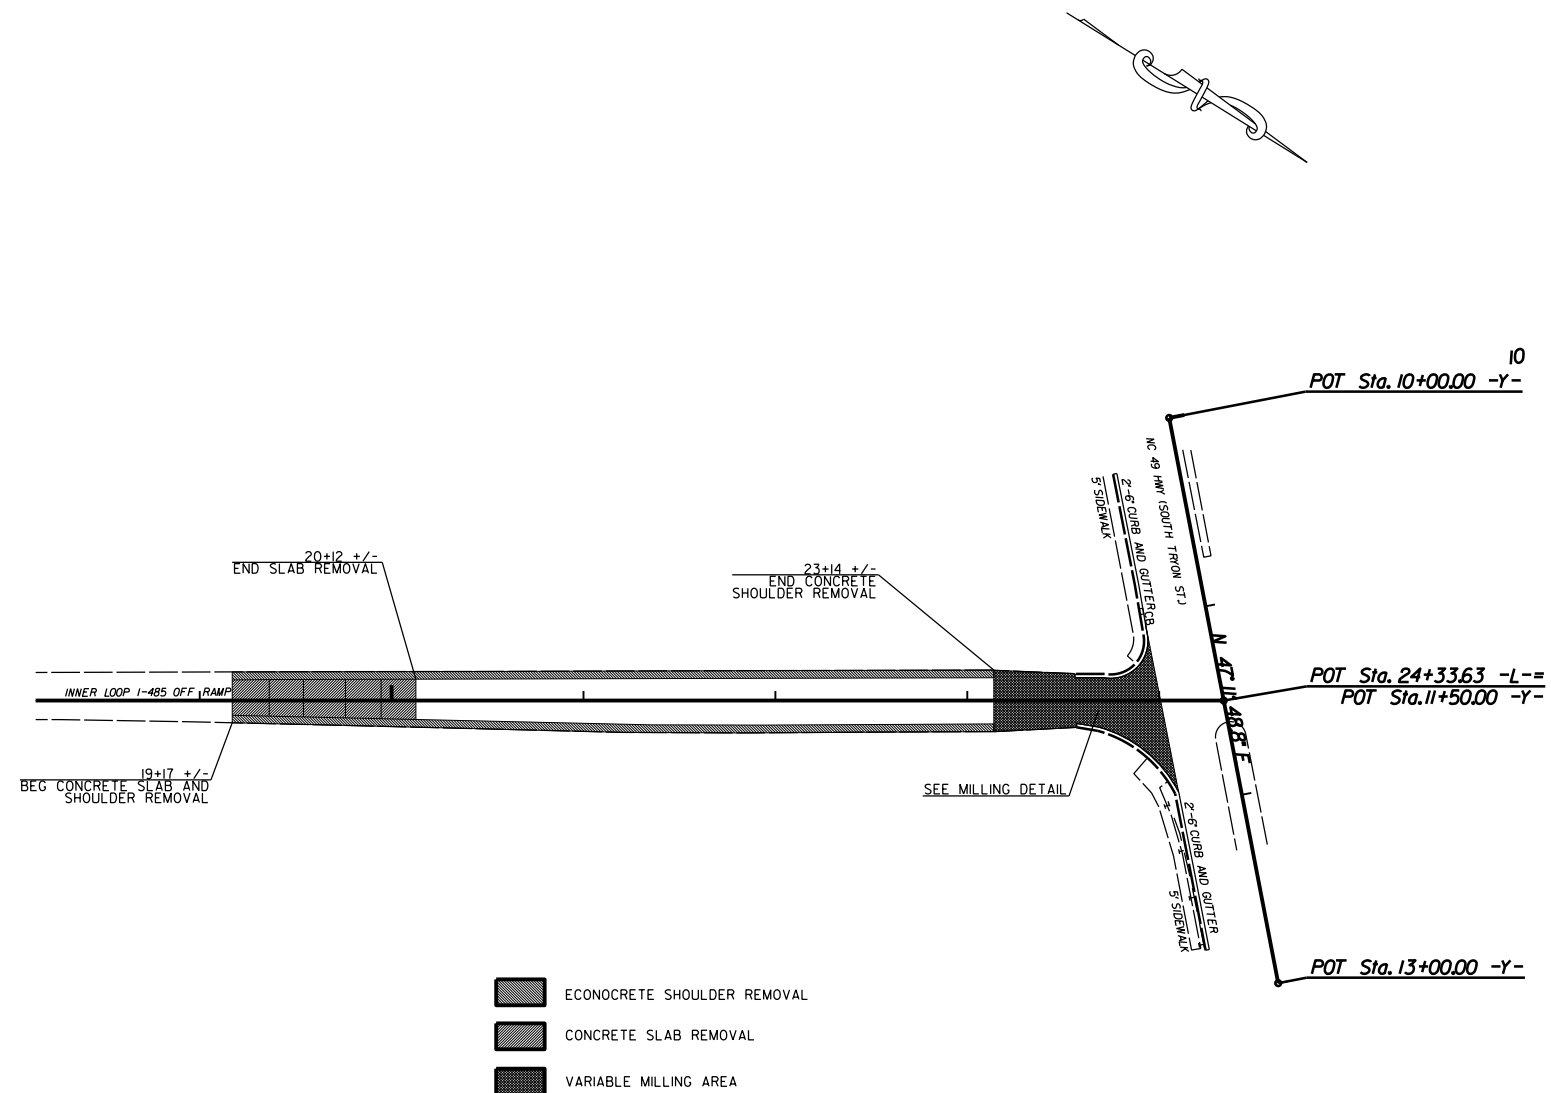 10
POT Sta. 10+00.00 -Y-
NC 49 HWY (SOUTH TRYON ST.)
2'-6" CURB AND GUTTER
5' SIDEWALK
CB
20+12 +/-
END SLAB REMOVAL
23+14 +/-
END CONCRETE
SHOULDER REMOVAL
INNER LOOP I-485 OFF RAMP
POT Sta. 24+33.63 -L-=
POT Sta. 11+50.00 -Y-
19+17 +/-
BEG CONCRETE SLAB AND
SHOULDER REMOVAL
SEE MILLING DETAIL
2'-6" CURB AND GUTTER
5' SIDEWALK
POT Sta. 13+00.00 -Y-
ECONOCRETE SHOULDER REMOVAL
CONCRETE SLAB REMOVAL
VARIABLE MILLING AREA